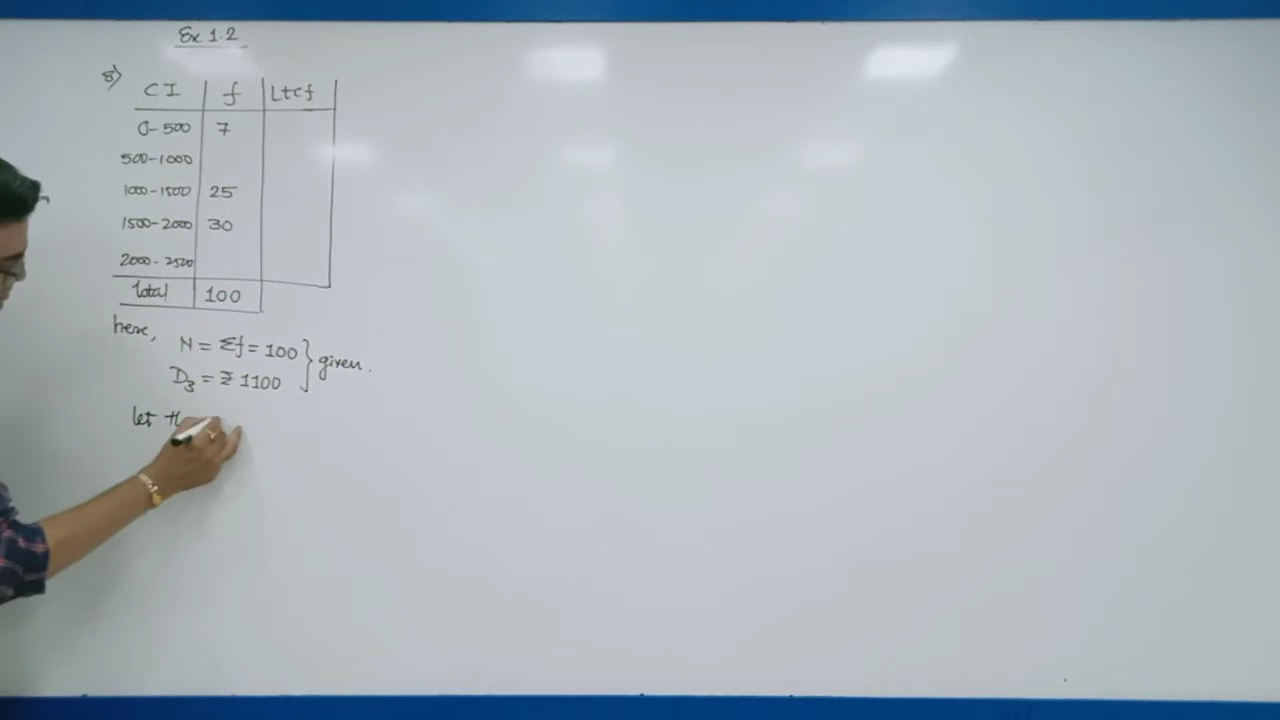 Ex 1.2
8)
CI f Ltcf
0-500 7
500-1000
1000-1500 25
1500-2000 30
2000-2500
Total 100
here,
N = Σf = 100
D₃ = ₹ 1100
} given.
let